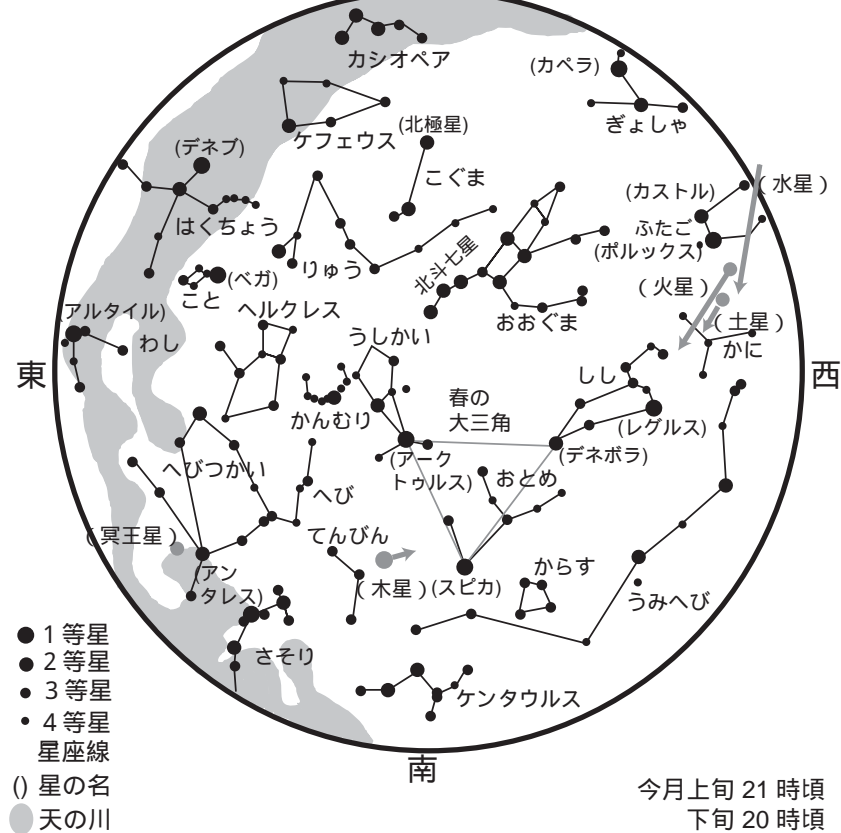 カシオペア
(カペラ)
ぎょしゃ
ケフェウス
(北極星)
(デネブ)
こぐま
(カストル)
(水星)
はくちょう
ふたご
(ポルックス)
北斗七星
りゅう
(ベガ)
こと
(火星)
おおぐま
(アルタイル)
ヘルクレス
(土星)
わし
うしかい
かに
東
西
しし
春の
大三角
かんむり
(レグルス)
(アーク
トゥルス)
(デネボラ)
へびつかい
おとめ
へび
(冥王星)
てんびん
(アン
タレス)
(木星)
(スピカ)
からす
うみへび
さそり
ケンタウルス
南
1等星
2等星
3等星
4等星
星座線
() 星の名
天の川
今月上旬 21 時頃
下旬 20 時頃